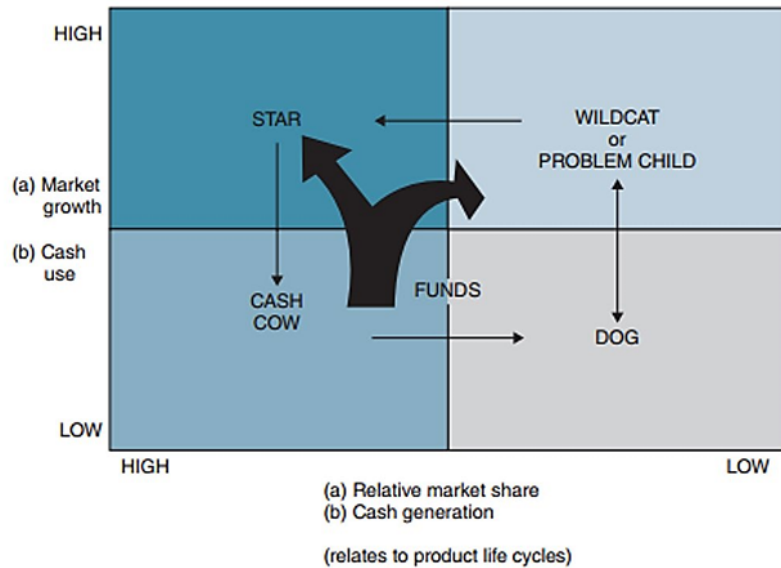 HIGH
STAR
WILDCAT
or
PROBLEM CHILD
(a) Market
growth
(b) Cash
use
FUNDS
CASH
COW
DOG
LOW
HIGH
LOW
(a) Relative market share
(b) Cash generation
(relates to product life cycles)